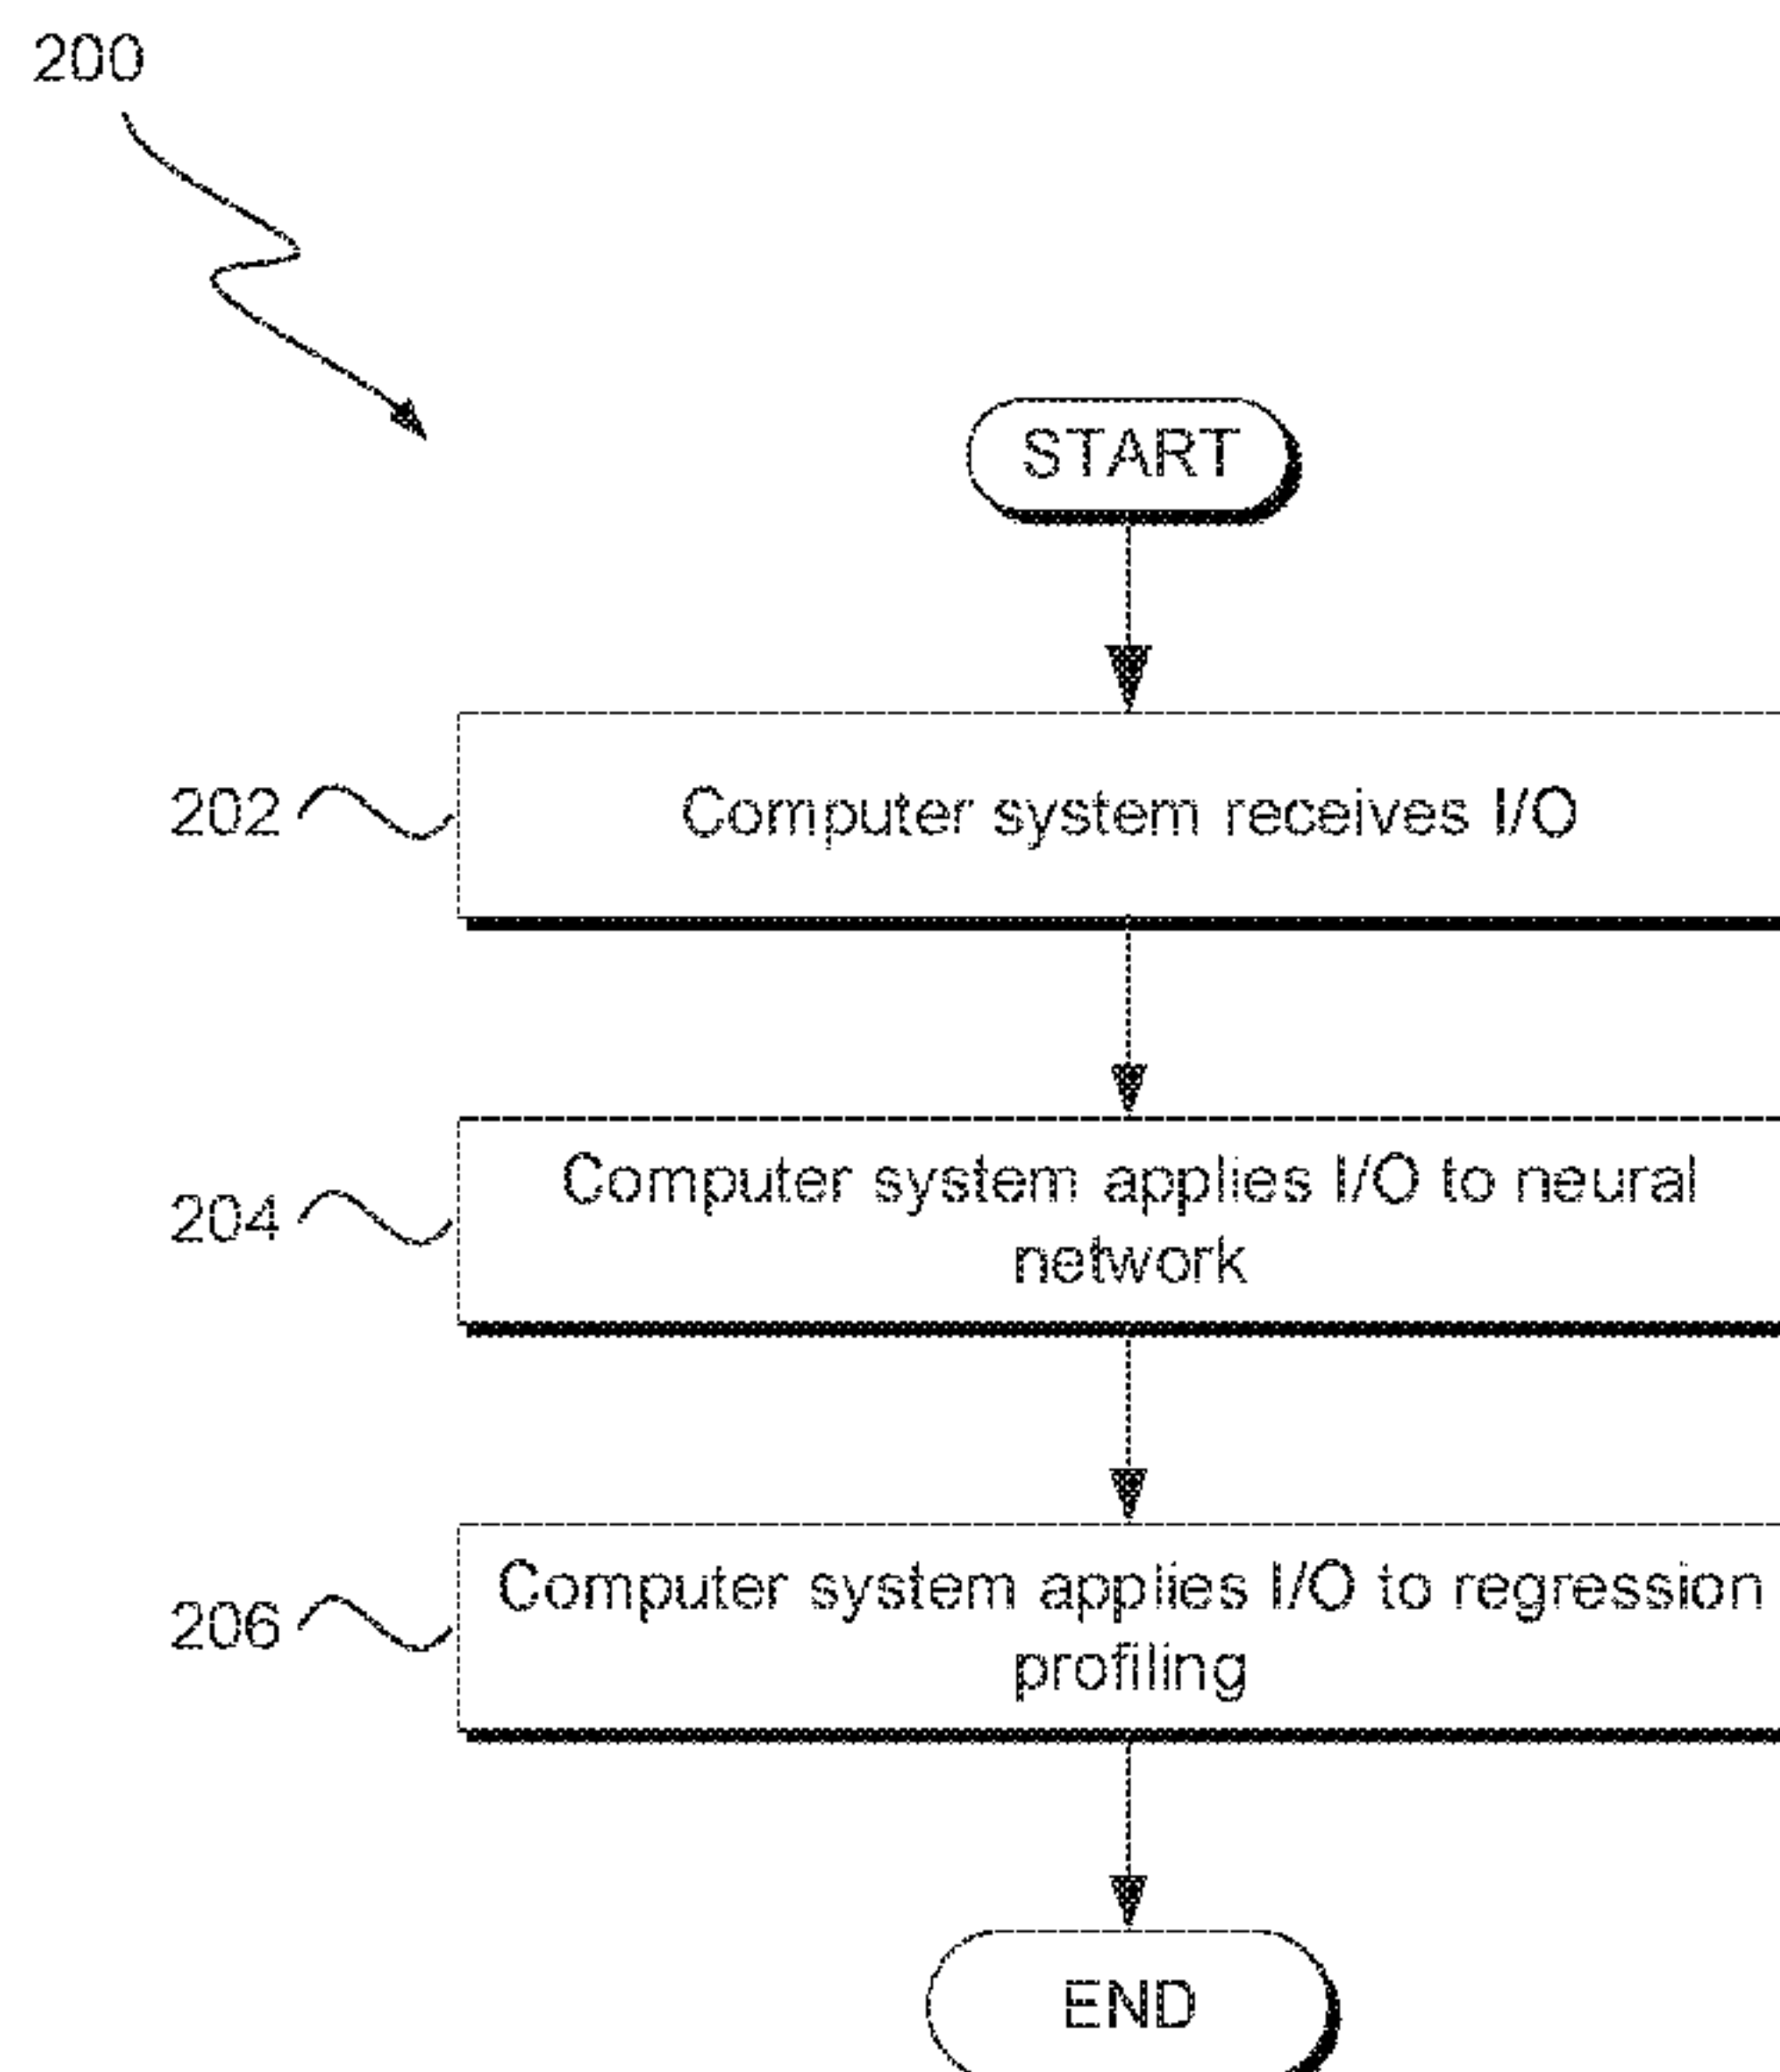 200
START
202
Computer system receives I/O
204
Computer system applies I/O to neural
network
206
Computer system applies I/O to regression
profiling
END